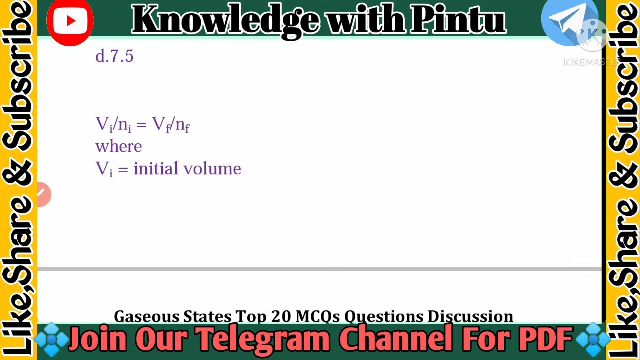 Knowledge with Pintu
KINEMASTER
Like,Share & Subscribe
d.7.5
Vi/ni = Vf/nf
where
Vi = initial volume
Like,Share & Subscribe
Gaseous States Top 20 MCQs Questions Discussion
Join Our Telegram Channel For PDF